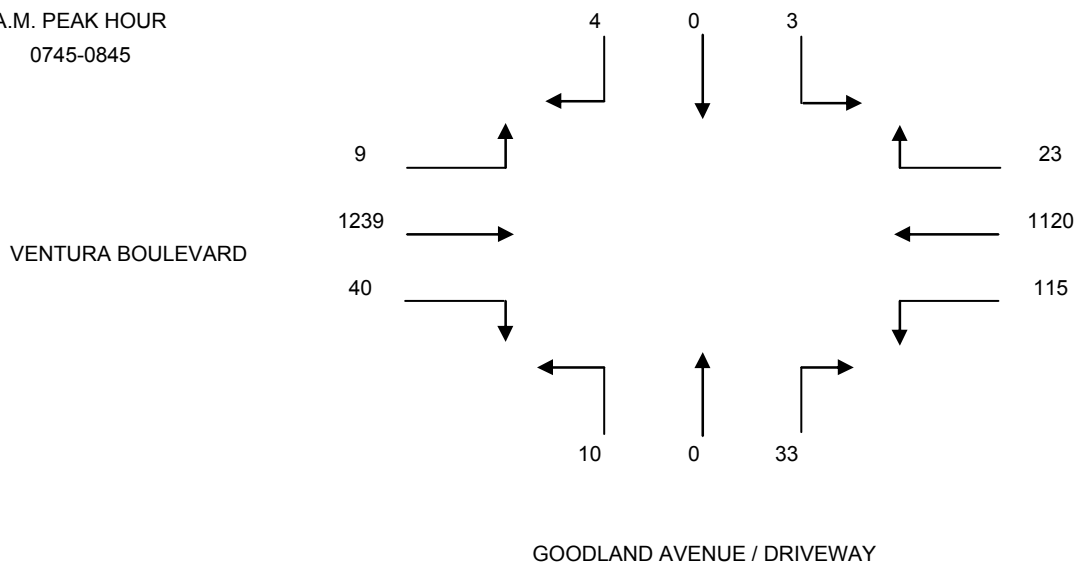 A.M. PEAK HOUR
0745-0845
4 0 3
9 23
1239 1120
VENTURA BOULEVARD
40 115
10 0 33
GOODLAND AVENUE / DRIVEWAY